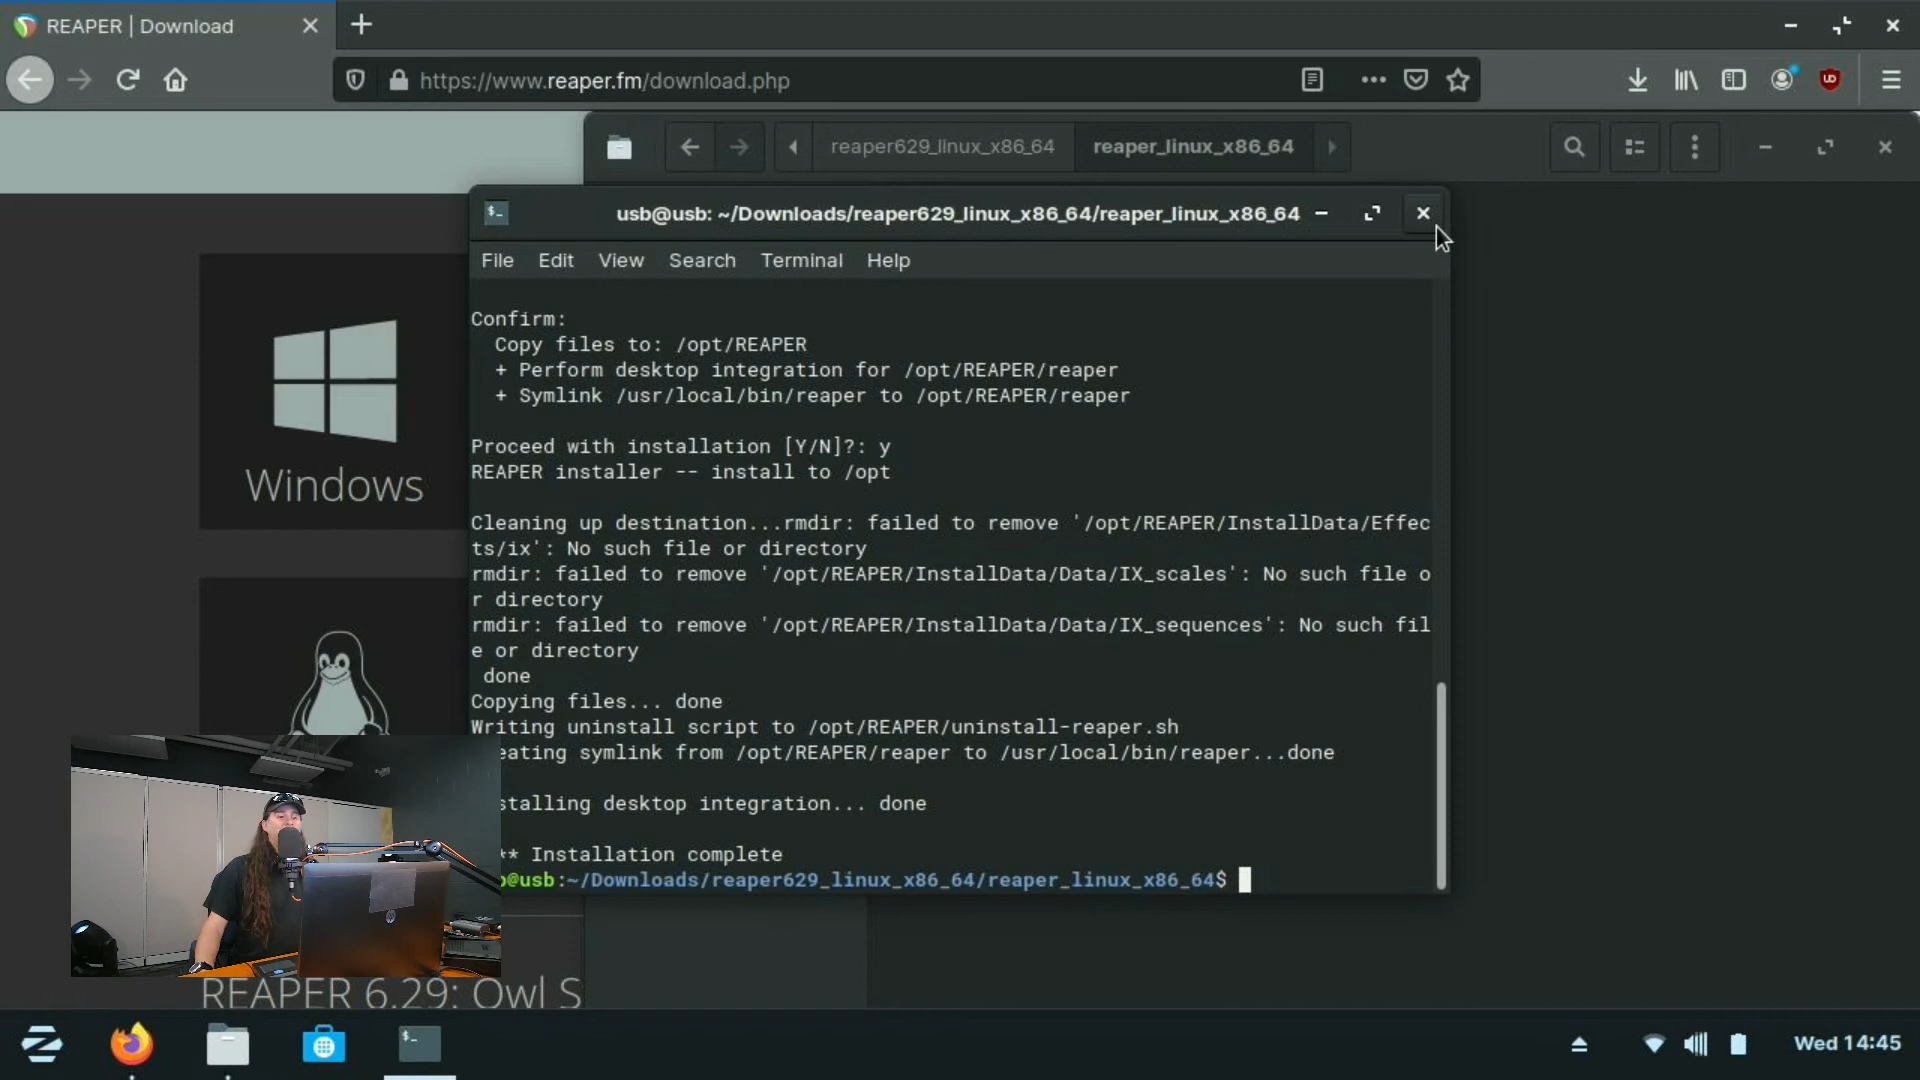 REAPER | Download
https://www.reaper.fm/download.php
reaper629_linux_x86_64
reaper_linux_x86_64
usb@usb: ~/Downloads/reaper629_linux_x86_64/reaper_linux_x86_64
File Edit View Search Terminal Help
Confirm:
Copy files to: /opt/REAPER
+ Perform desktop integration for /opt/REAPER/reaper
+ Symlink /usr/local/bin/reaper to /opt/REAPER/reaper
Proceed with installation [Y/N]?: y
REAPER installer -- install to /opt
Cleaning up destination...rmdir: failed to remove '/opt/REAPER/InstallData/Effec
ts/ix': No such file or directory
rmdir: failed to remove '/opt/REAPER/InstallData/Data/IX_scales': No such file o
r directory
rmdir: failed to remove '/opt/REAPER/InstallData/Data/IX_sequences': No such fil
e or directory
done
Copying files... done
Writing uninstall script to /opt/REAPER/uninstall-reaper.sh
eating symlink from /opt/REAPER/reaper to /usr/local/bin/reaper...done
stalling desktop integration... done
** Installation complete
b@usb:~/Downloads/reaper629_linux_x86_64/reaper_linux_x86_64$
Windows
REAPER 6.29: Owl S
Wed 14:45